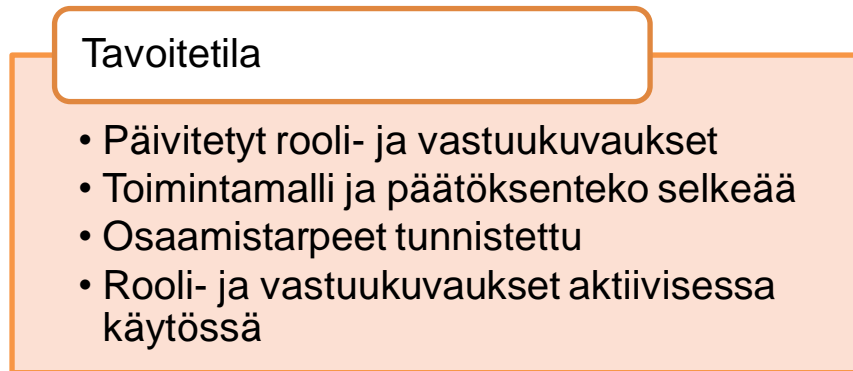 Tavoitetila
• Päivitetyt rooli- ja vastuukuvaukset
• Toimintamalli ja päätöksenteko selkeää
• Osaamistarpeet tunnistettu
• Rooli- ja vastuukuvaukset aktiivisessa
käytössä